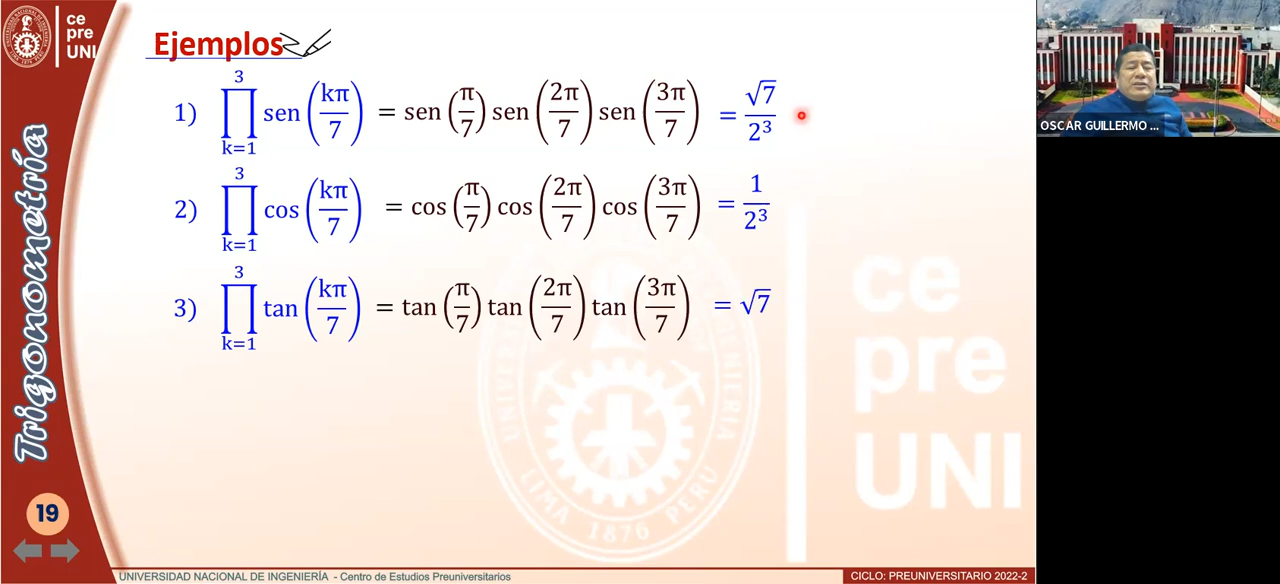 ce
pre
UNI
Ejemplos
1) ∏_{k=1}^{3} sen(kπ/7) = sen(π/7) sen(2π/7) sen(3π/7) = √7/2³
2) ∏_{k=1}^{3} cos(kπ/7) = cos(π/7) cos(2π/7) cos(3π/7) = 1/2³
3) ∏_{k=1}^{3} tan(kπ/7) = tan(π/7) tan(2π/7) tan(3π/7) = √7
Trigonometría
ce
pre
UNI
LIMA 1876 PERU
19
UNIVERSIDAD NACIONAL DE INGENIERÍA - Centro de Estudios Preuniversitarios
CICLO: PREUNIVERSITARIO 2022-2
OSCAR GUILLERMO ...